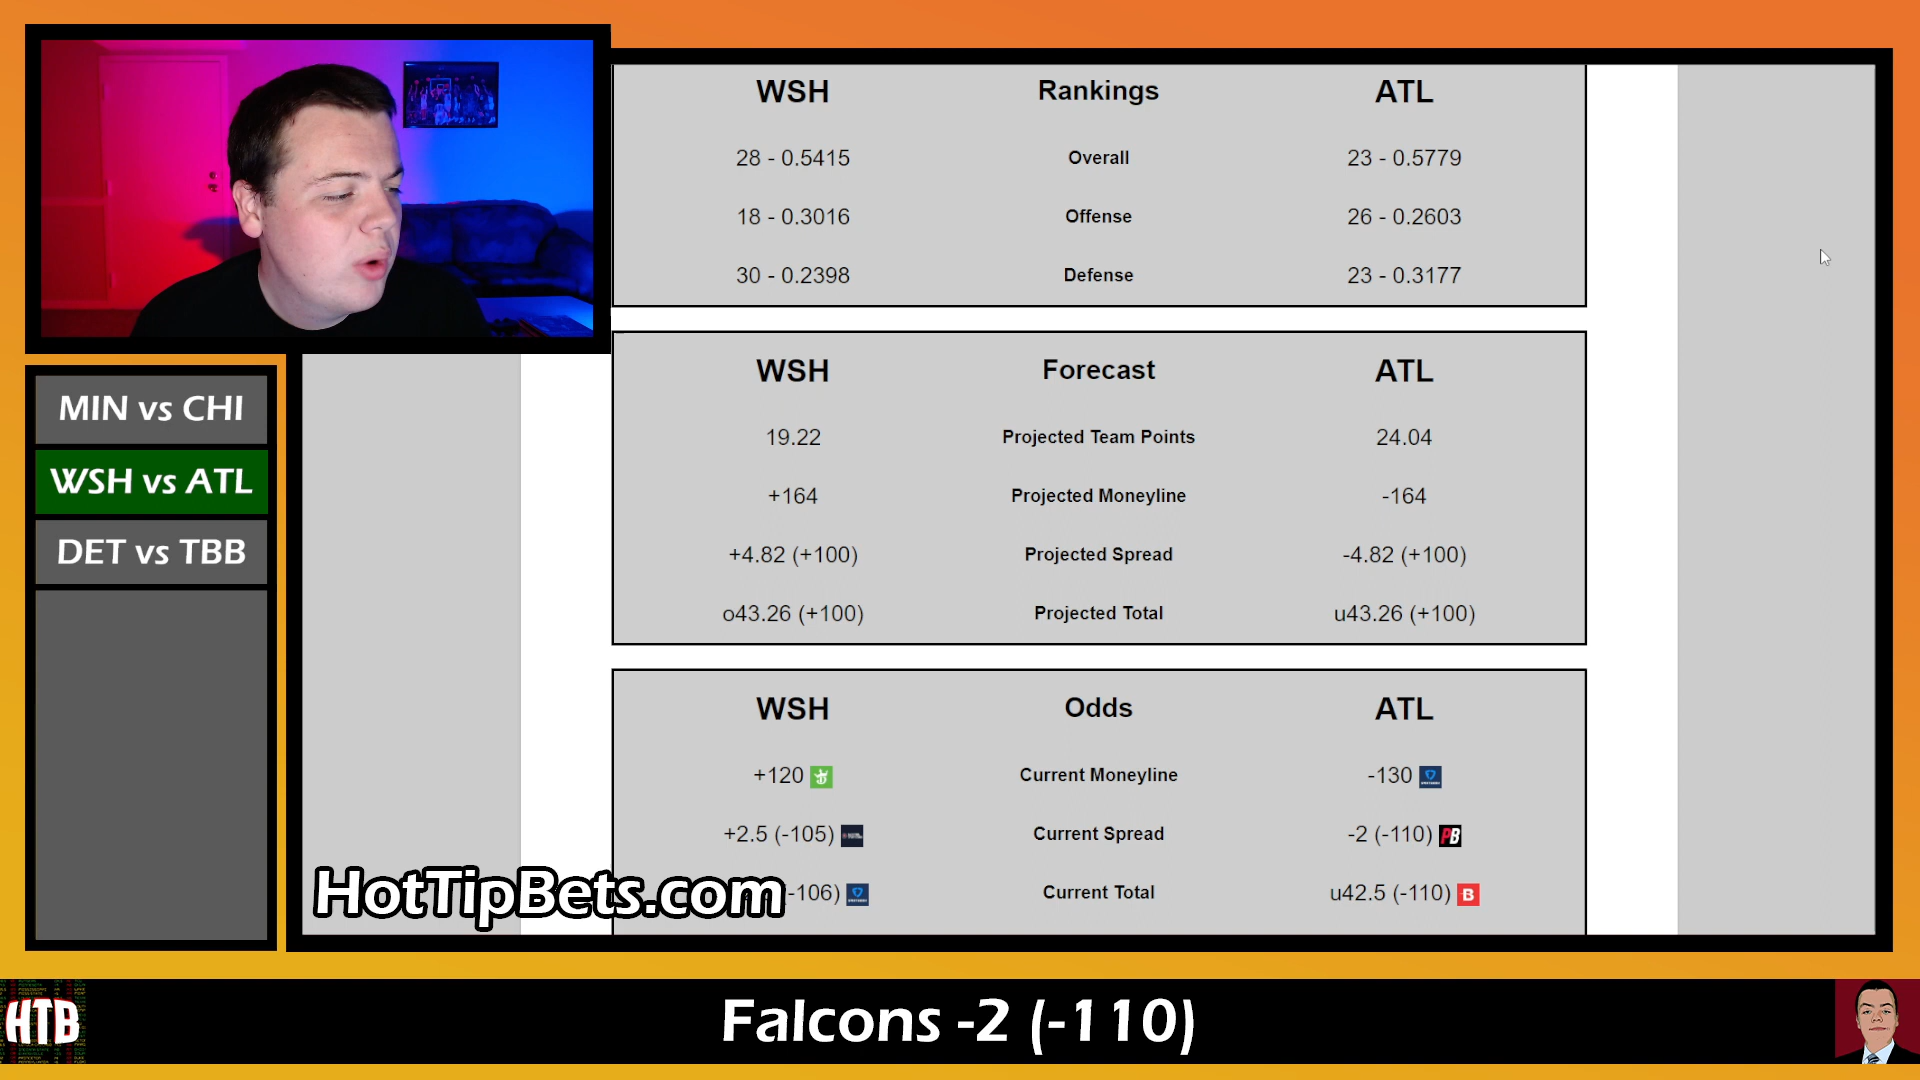 WSH Rankings ATL
28 - 0.5415 Overall 23 - 0.5779
18 - 0.3016 Offense 26 - 0.2603
30 - 0.2398 Defense 23 - 0.3177
WSH Forecast ATL
19.22 Projected Team Points 24.04
+164 Projected Moneyline -164
+4.82 (+100) Projected Spread -4.82 (+100)
o43.26 (+100) Projected Total u43.26 (+100)
WSH Odds ATL
+120 Current Moneyline -130
+2.5 (-105) Current Spread -2 (-110) PB
-106) Current Total u42.5 (-110) B
MIN vs CHI
WSH vs ATL
DET vs TBB
HotTipBets.com
HTB
Falcons -2 (-110)